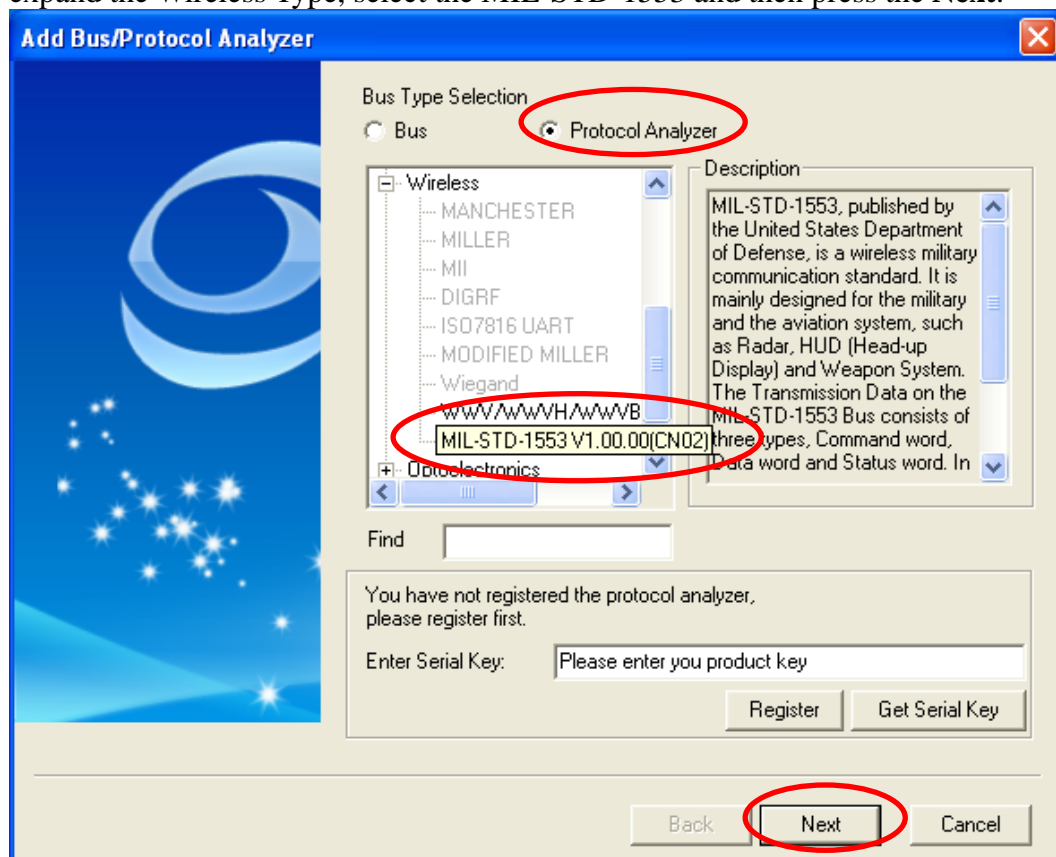 expand the Wireless Type, select the MIL-STD-1553 and then press the Next.
Add Bus/Protocol Analyzer
Bus Type Selection
Bus
Protocol Analyzer
Wireless
MANCHESTER
MILLER
MII
DIGRF
ISO7816 UART
MODIFIED MILLER
Wiegand
WWV/WWVH/WWVB
MIL-STD-1553 V1.00.00(CN02)
Optoelectronics
Description
MIL-STD-1553, published by
the United States Department
of Defense, is a wireless military
communication standard. It is
mainly designed for the military
and the aviation system, such
as Radar, HUD (Head-up
Display) and Weapon System.
The Transmission Data on the
MIL-STD-1553 Bus consists of
three types, Command word,
Data word and Status word. In
Find
You have not registered the protocol analyzer,
please register first.
Enter Serial Key:
Please enter you product key
Register
Get Serial Key
Back
Next
Cancel